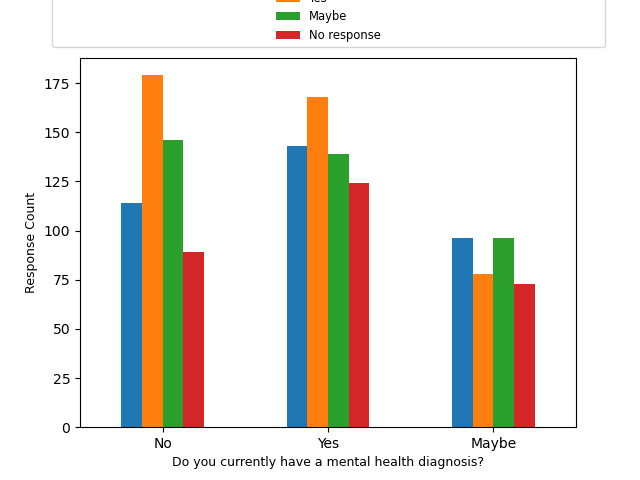 Yes
Maybe
No response
175
150
125
100
75
50
25
0
Response Count
No Yes Maybe
Do you currently have a mental health diagnosis?